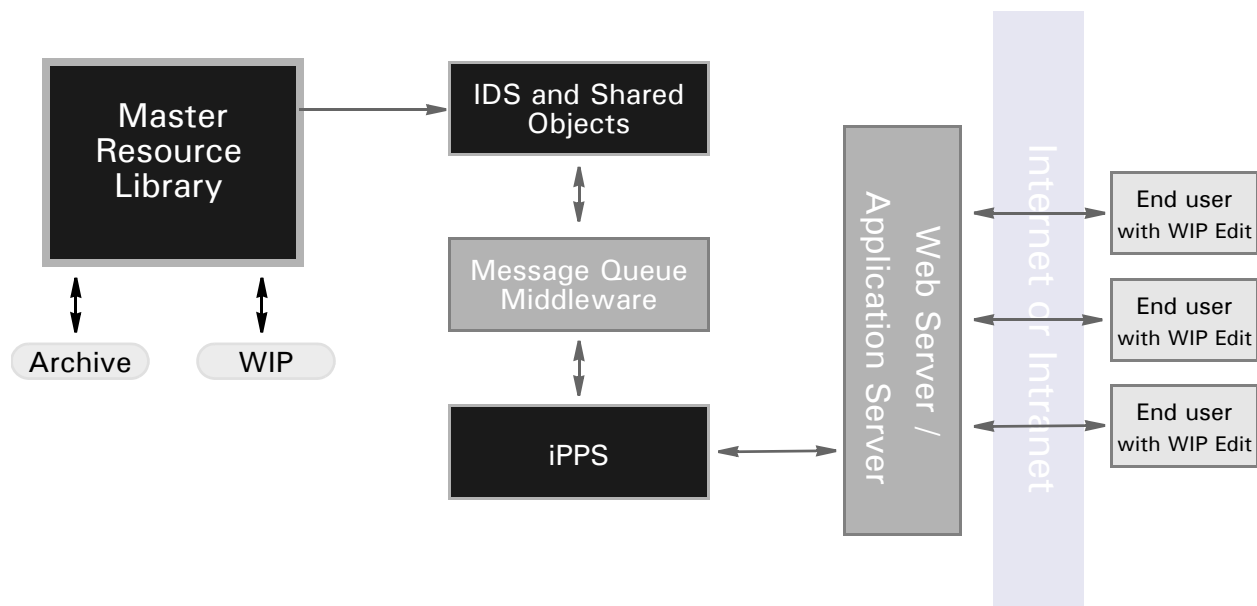 Master
Resource
Library
Archive
WIP
IDS and Shared
Objects
Message Queue
Middleware
iPPS
Web Server /
Application Server
Internet or Intranet
End user
with WIP Edit
End user
with WIP Edit
End user
with WIP Edit